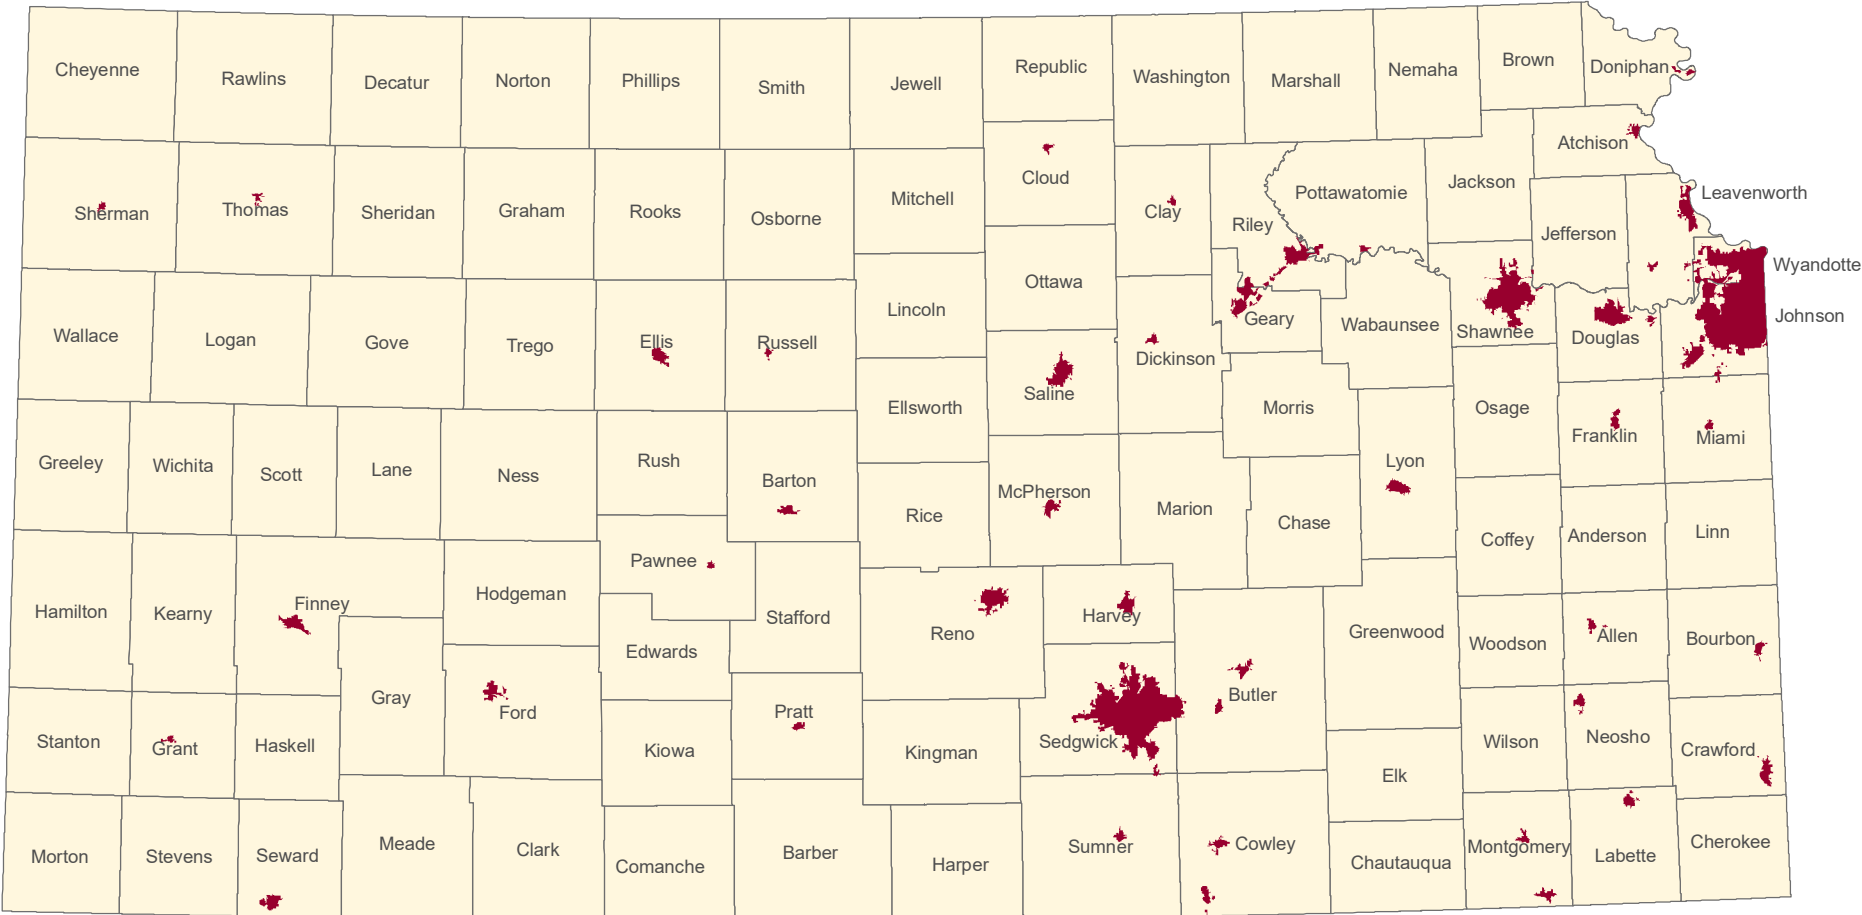 Cheyenne
Rawlins
Decatur
Norton
Phillips
Smith
Jewell
Republic
Washington
Marshall
Nemaha
Brown
Doniphan
Sherman
Thomas
Sheridan
Graham
Rooks
Osborne
Mitchell
Cloud
Clay
Riley
Pottawatomie
Jackson
Atchison
Jefferson
Leavenworth
Wyandotte
Wallace
Logan
Gove
Trego
Ellis
Russell
Lincoln
Ottawa
Saline
Dickinson
Geary
Wabaunsee
Shawnee
Douglas
Johnson
Greeley
Wichita
Scott
Lane
Ness
Rush
Barton
Ellsworth
Rice
McPherson
Marion
Morris
Chase
Lyon
Osage
Coffey
Franklin
Anderson
Miami
Linn
Hamilton
Kearny
Finney
Hodgeman
Pawnee
Edwards
Stafford
Reno
Harvey
Butler
Greenwood
Woodson
Allen
Bourbon
Stanton
Grant
Haskell
Gray
Ford
Kiowa
Pratt
Kingman
Sedgwick
Elk
Wilson
Neosho
Crawford
Morton
Stevens
Seward
Meade
Clark
Comanche
Barber
Harper
Sumner
Cowley
Chautauqua
Montgomery
Labette
Cherokee